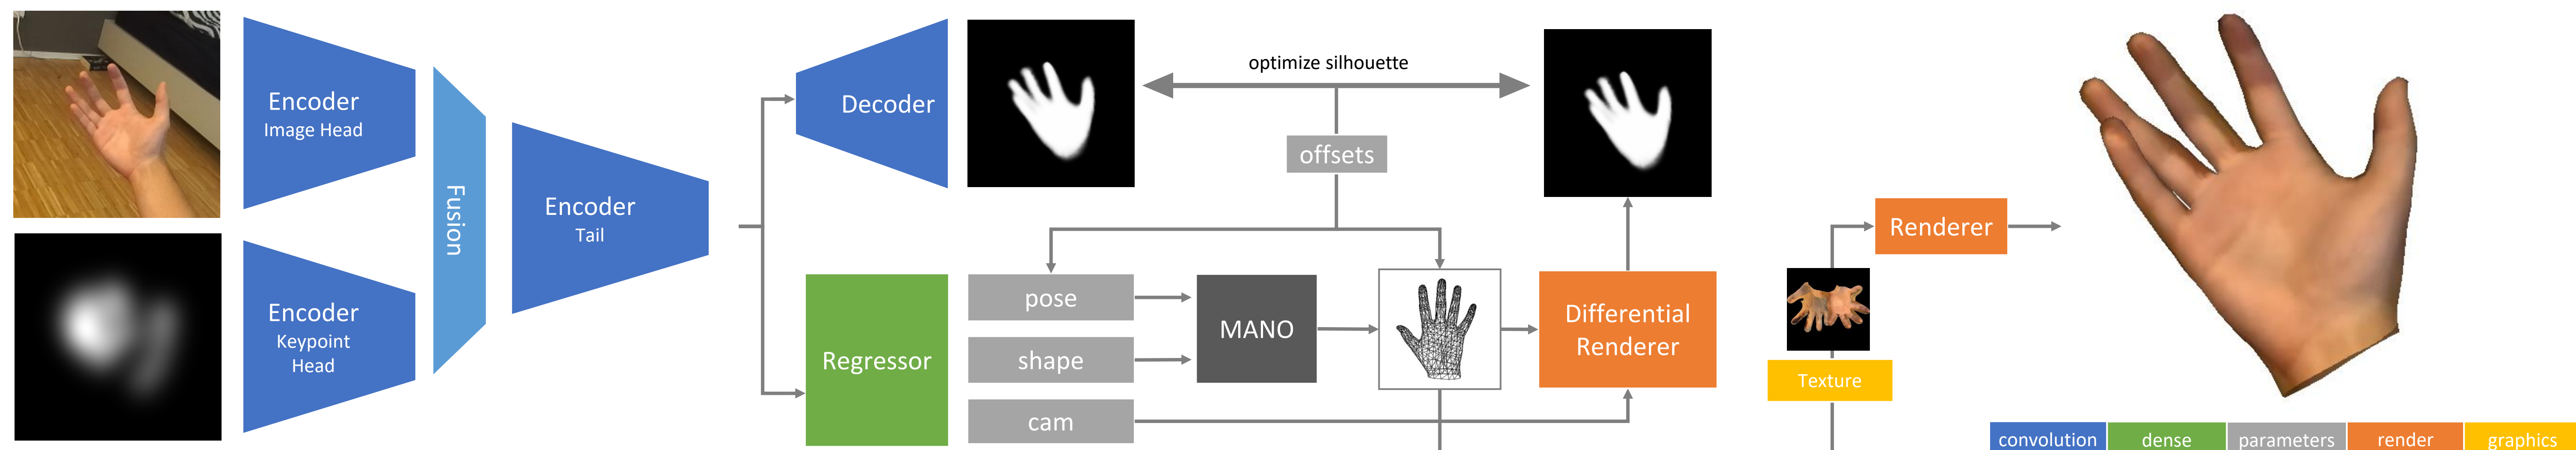 Encoder
Image Head
Encoder
Keypoint
Head
Fusion
Encoder
Tail
Decoder
Regressor
optimize silhouette
offsets
pose
shape
cam
MANO
Differential
Renderer
Texture
Renderer
convolution
dense
parameters
render
graphics